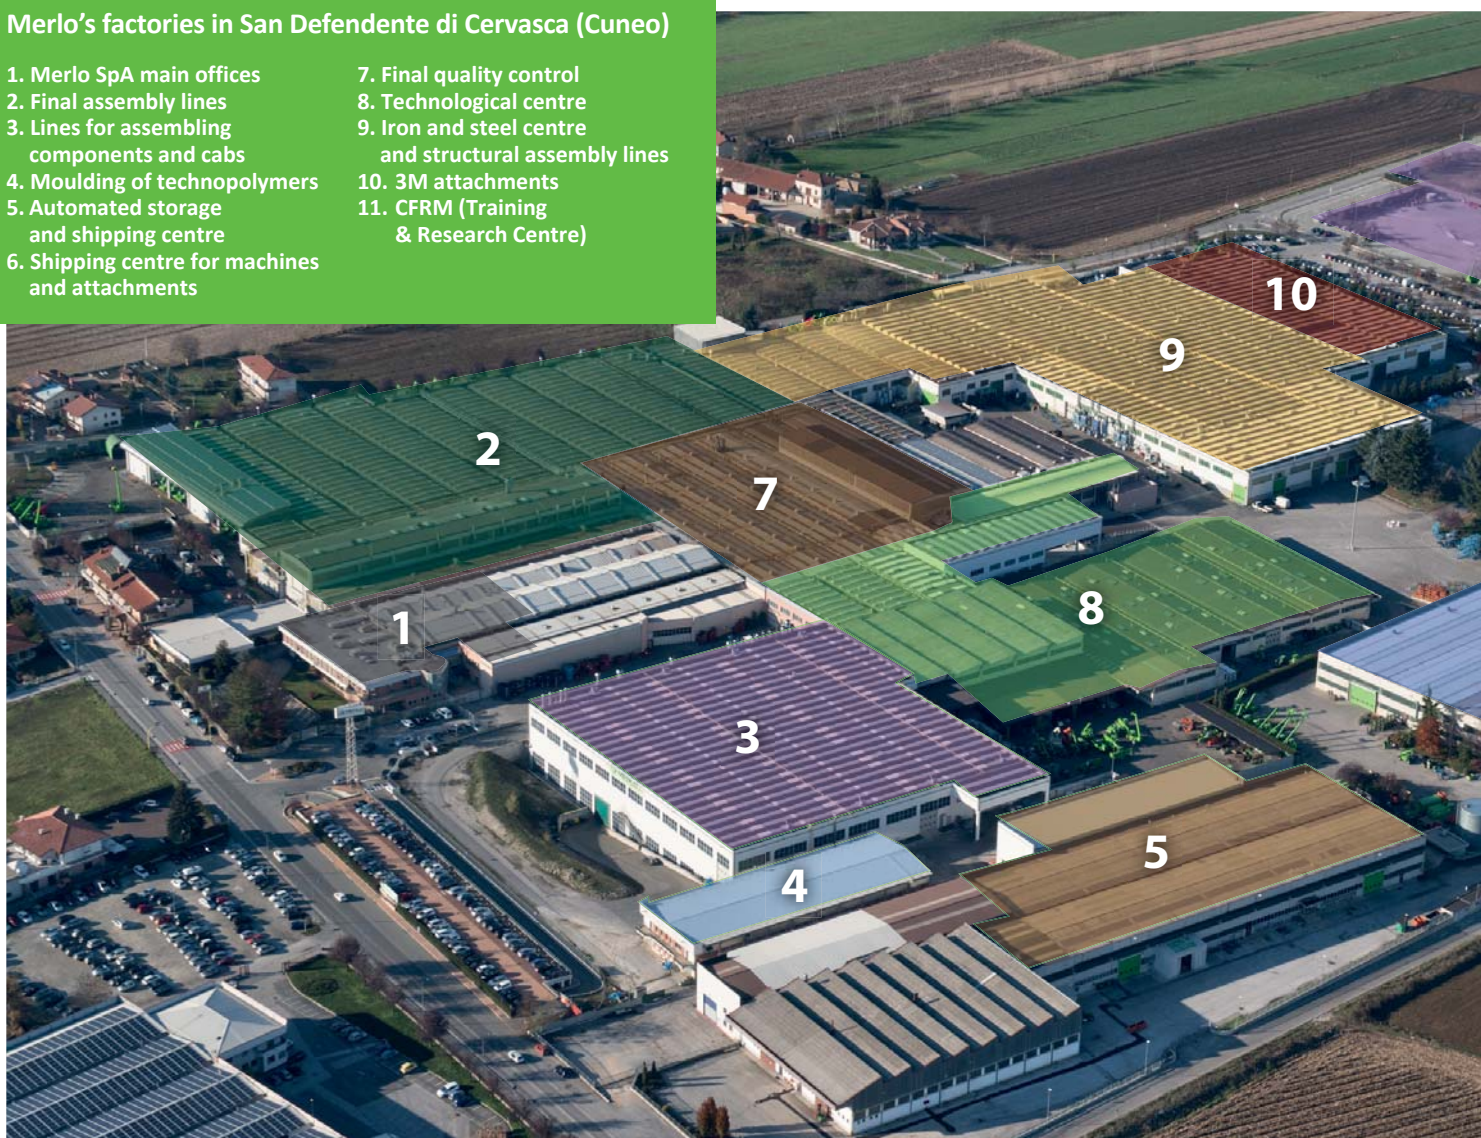 Merlo’s factories in San Defendente di Cervasca (Cuneo)
1. Merlo SpA main offices
2. Final assembly lines
3. Lines for assembling
components and cabs
4. Moulding of technopolymers
5. Automated storage
and shipping centre
6. Shipping centre for machines
and attachments
7. Final quality control
8. Technological centre
9. Iron and steel centre
and structural assembly lines
10. 3M attachments
11. CFRM (Training
& Research Centre)
10
9
2
7
8
1
3
5
4